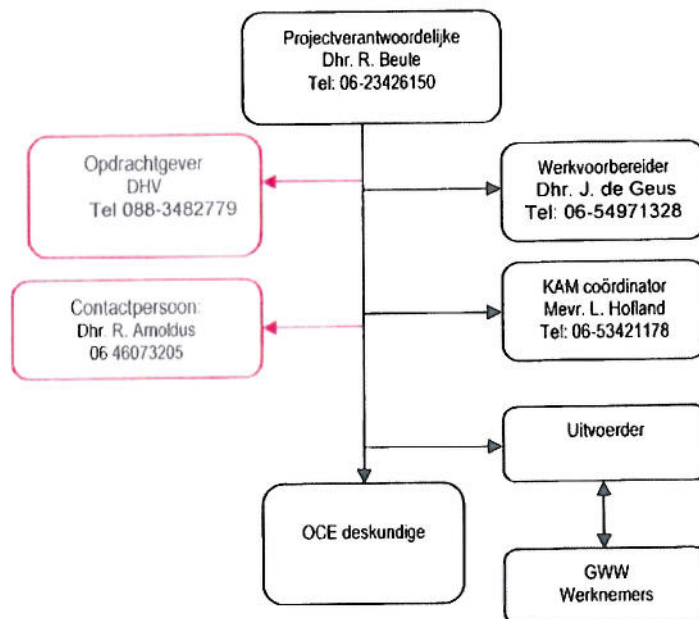 Projectverantwoordelijke
Dhr. R. Beule
Tel: 06-23426150
Opdrachtgever
DHV
Tel 088-3482779
Werkvoorbereider
Dhr. J. de Geus
Tel: 06-54971328
Contactpersoon:
Dhr. R. Arnoldus
06 46073205
KAM coördinator
Mevr. L. Hofland
Tel: 06-53421178
Uitvoerder
OCE deskundige
GWW
Werknemers